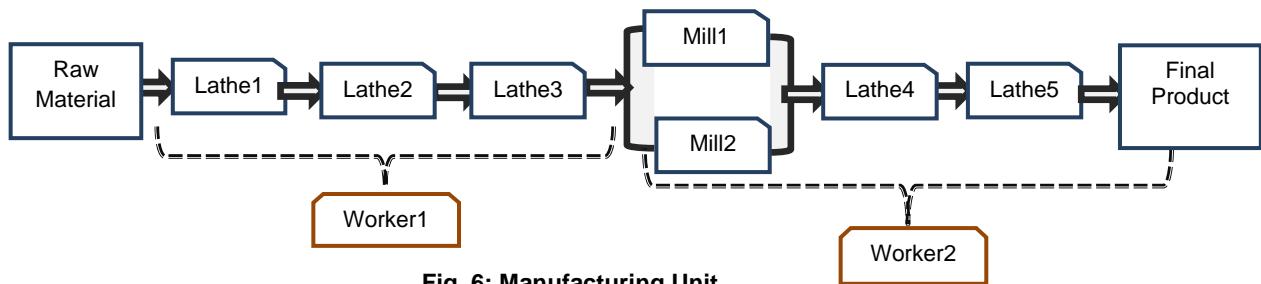 Raw
Material
Lathe1
Lathe2
Lathe3
Mill1
Mill2
Lathe4
Lathe5
Final
Product
Worker1
Worker2
Fig. 6: Manufacturing Unit